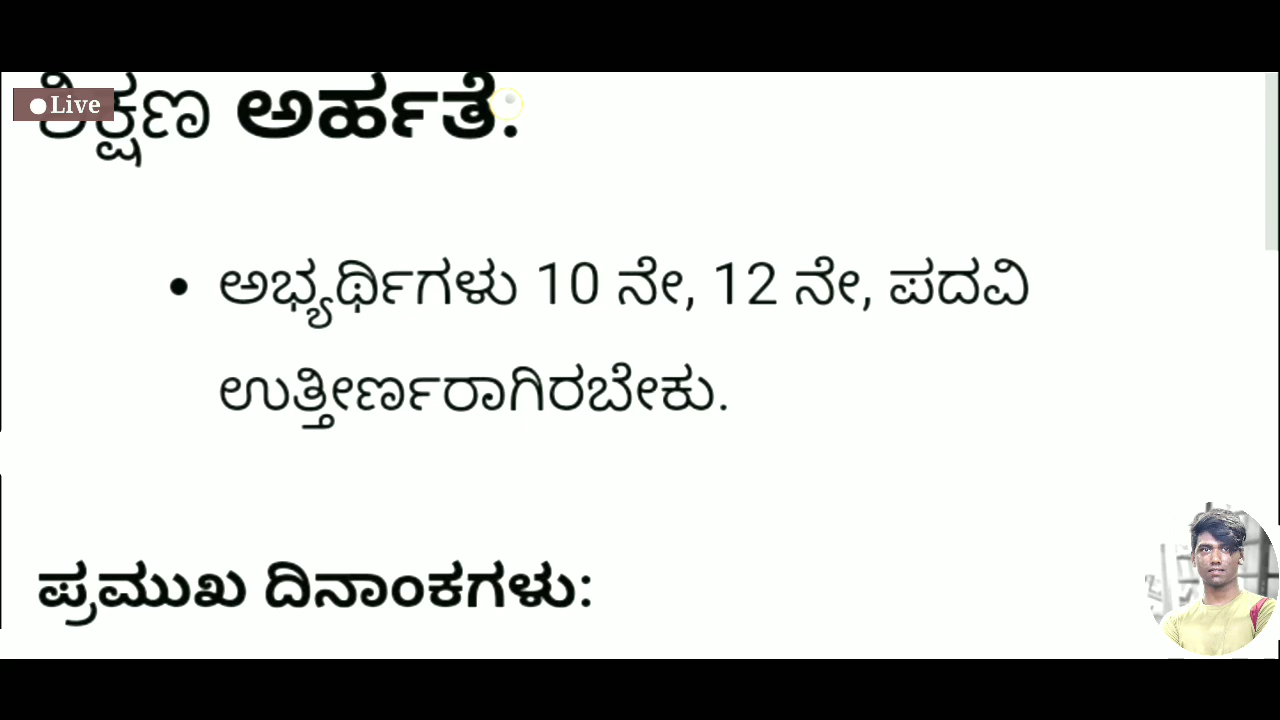 Live
ಶಿಕ್ಷಣ ಅರ್ಹತೆ:
• ಅಭ್ಯರ್ಥಿಗಳು 10 ನೇ, 12 ನೇ, ಪದವಿ
ಉತ್ತೀರ್ಣರಾಗಿರಬೇಕು.
ಪ್ರಮುಖ ದಿನಾಂಕಗಳು: